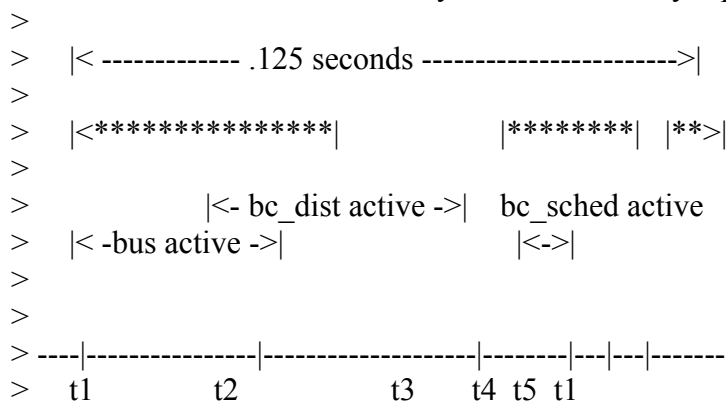 >
>      |< ------------- .125 seconds ------------------------>|
>
>      |<***************|                    |********|   |**>|
>
>                     |<- bc_dist active ->|    bc_sched active
>      |< -bus active ->|                              |<->|
>
>
> ----|----------------|--------------------|--------|---|---|-------
>      t1               t2                    t3        t4  t5  t1